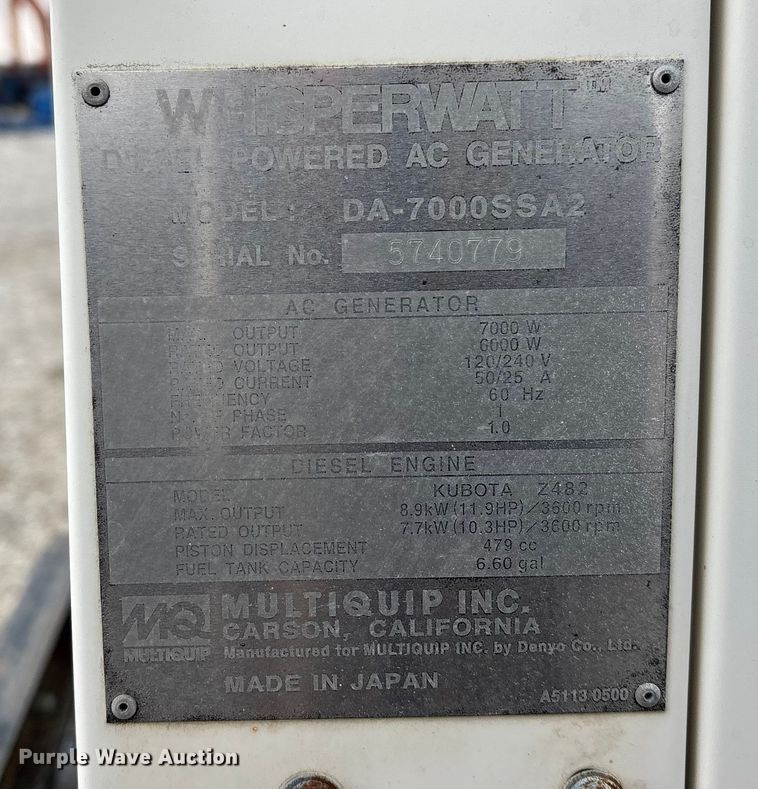 WHISPERWATT™
DIESEL POWERED AC GENERATOR
MODEL: DA-7000SSA2
SERIAL No. 5740779
AC GENERATOR
MAX. OUTPUT 7000 W
RATED OUTPUT 6000 W
RATED VOLTAGE 120/240 V
RATED CURRENT 50/25 A
FREQUENCY 60 Hz
NO. OF PHASE 1
POWER FACTOR 1.0
DIESEL ENGINE
MODEL KUBOTA Z482
MAX. OUTPUT 8.9kW (11.9HP)/3600rpm
RATED OUTPUT 7.7kW (10.3HP)/3600rpm
PISTON DISPLACEMENT 479 cc
FUEL TANK CAPACITY 6.60 gal
MQ MULTIQUIP INC.
CARSON, CALIFORNIA
MULTIQUIP Manufactured for MULTIQUIP INC. by Denyo Co., Ltd.
MADE IN JAPAN A5113 0500
Purple Wave Auction